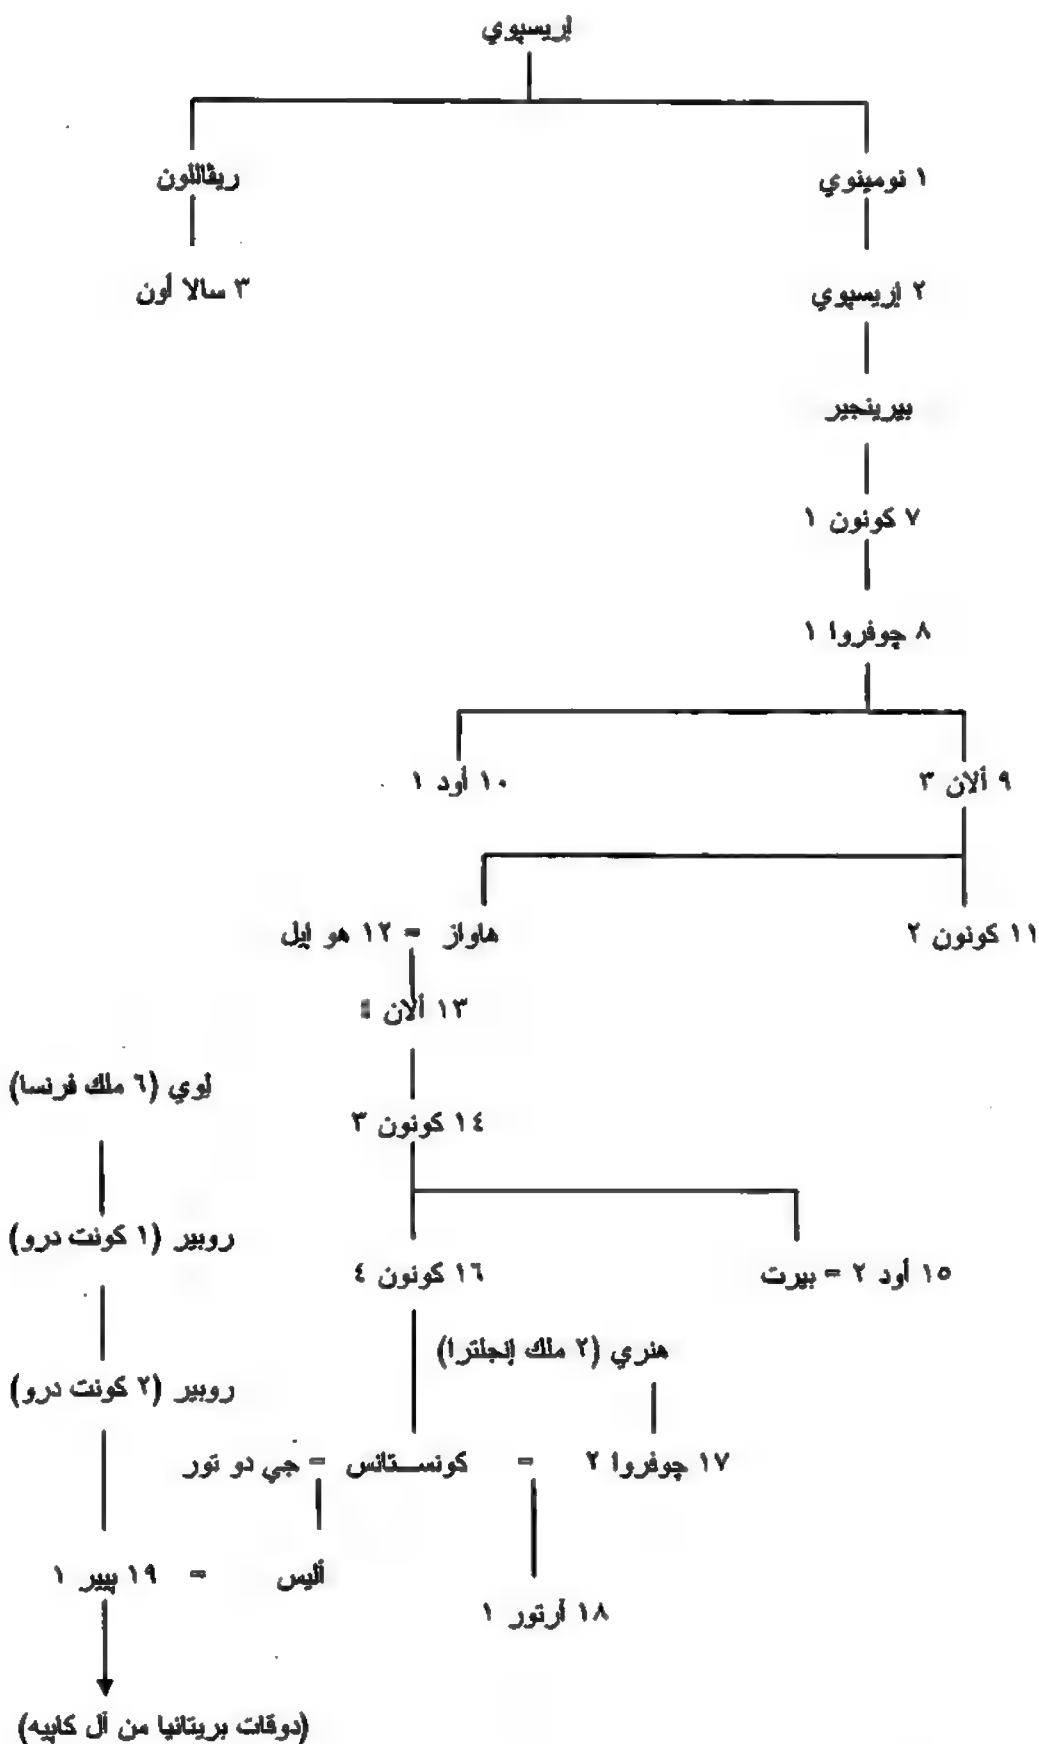 إريسپوي
١ نومينوي
ريڤاللون
٢ إريسپوي
٣ سالا أون
بيرينجير
٧ كونون ١
٨ چوفروا ١
٩ ألان ٣
١٠ أود ١
١١ كونون ٢
هاواز = ١٢ هو إيل
١٣ ألان
لوي (٦ ملك فرنسا)
١٤ كونون ٣
روبير (١ كونت درو)
١٥ أود ٢ = بيرت
١٦ كونون ٤
هنري (٢ ملك إنجلترا)
روبير (٢ كونت درو)
١٧ چوفروا ٢ = كونستانس = جي دو تور
أليس = ١٩ پيير ١
١٨ آرتور ١
(دوقات بريتانيا من آل كاپيه)